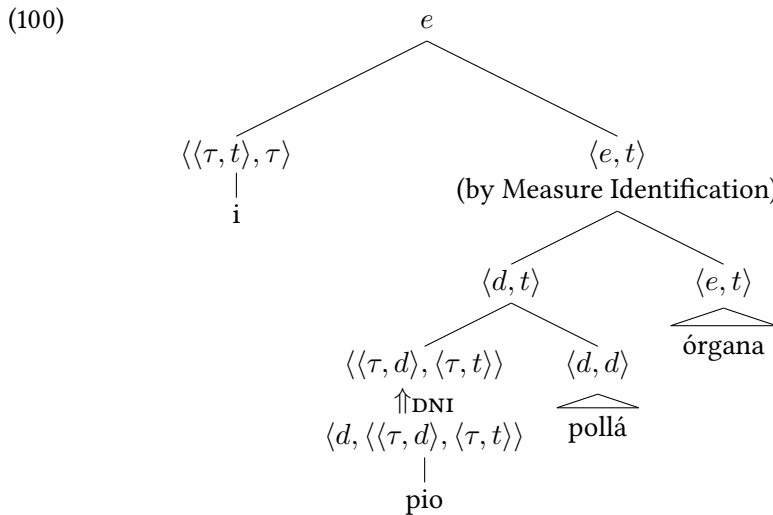 (100)
e
⟨⟨τ, t⟩, τ⟩ ⟨e, t⟩
i (by Measure Identification)
⟨d, t⟩ ⟨e, t⟩
órgana
⟨⟨τ, d⟩, ⟨τ, t⟩⟩ ⟨d, d⟩
⇑DNI pollá
⟨d, ⟨⟨τ, d⟩, ⟨τ, t⟩⟩
pio